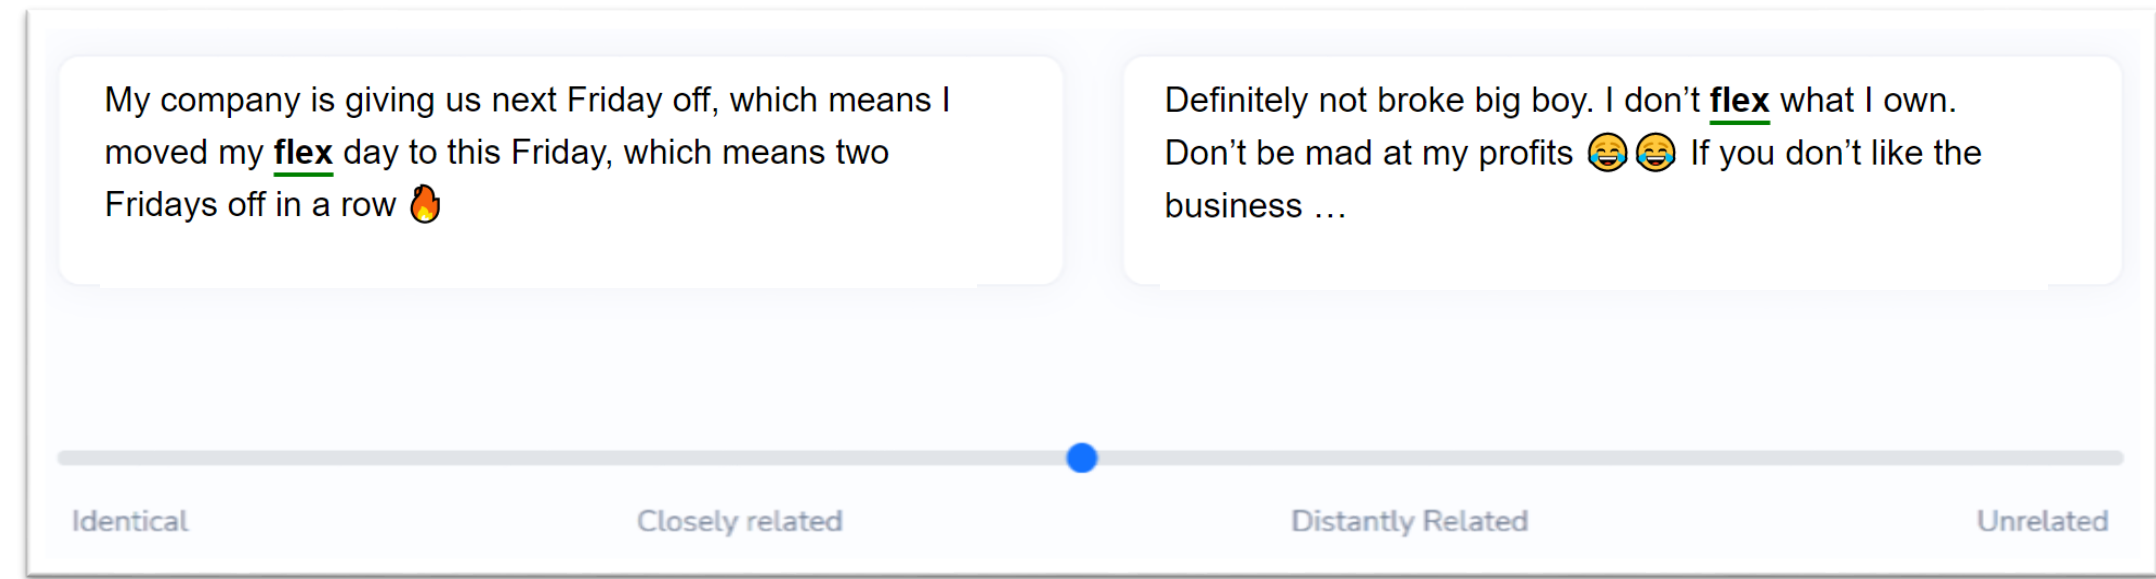 My company is giving us next Friday off, which means I
moved my flex day to this Friday, which means two
Fridays off in a row 🔥
Definitely not broke big boy. I don’t flex what I own.
Don’t be mad at my profits 😂😂 If you don’t like the
business …
Identical
Closely related
Distantly Related
Unrelated